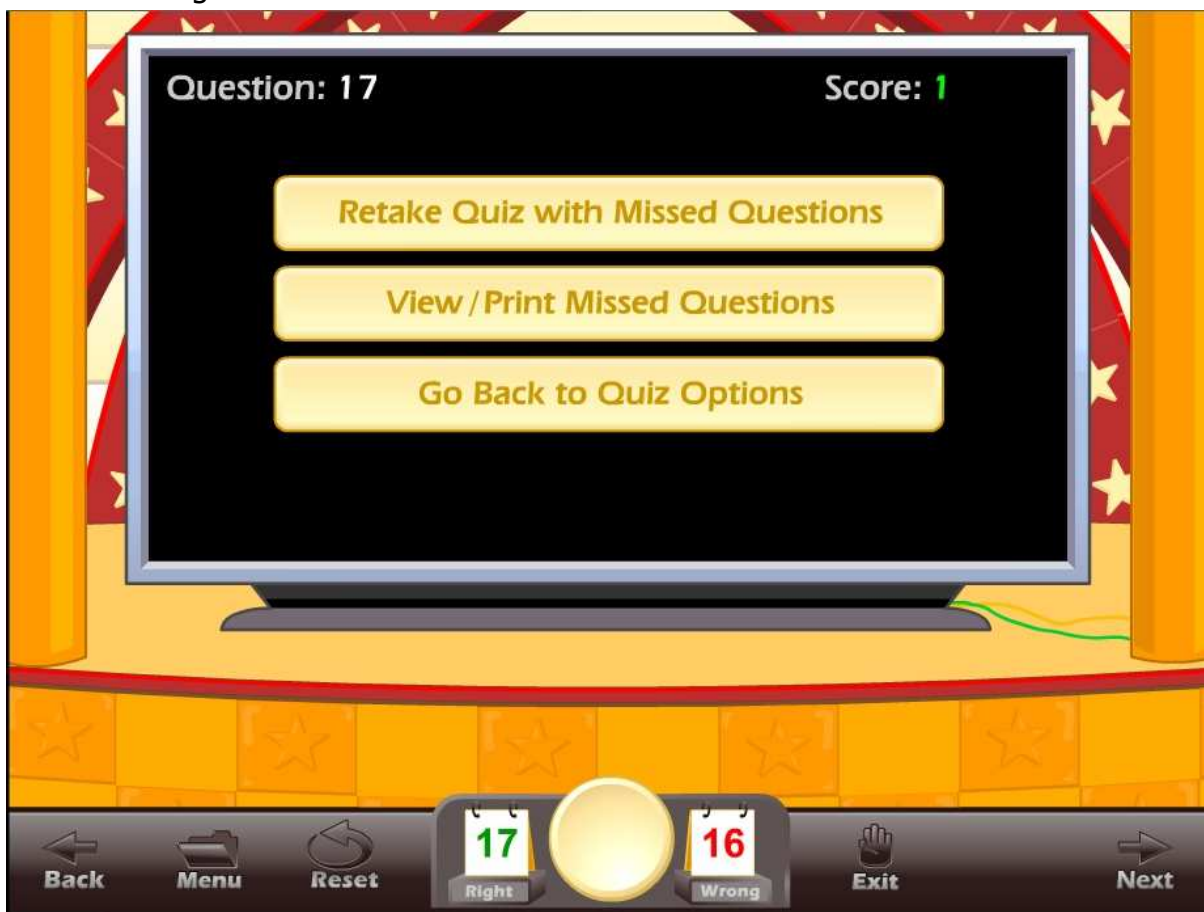 Question: 17 Score: 1
Retake Quiz with Missed Questions
View/Print Missed Questions
Go Back to Quiz Options
17 16
Right Wrong
Back Menu Reset Exit Next